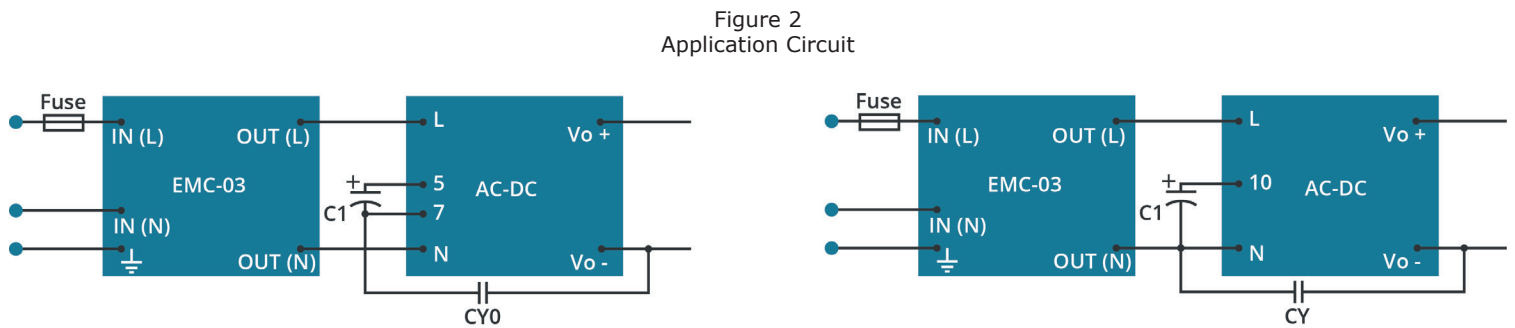 Figure 2
Application Circuit
Fuse
IN (L)
OUT (L)
EMC-03
IN (N)
OUT (N)
+
C1
L
5
7
N
AC-DC
Vo +
Vo -
CY0
Fuse
IN (L)
OUT (L)
EMC-03
IN (N)
OUT (N)
+
C1
L
10
N
AC-DC
Vo +
Vo -
CY